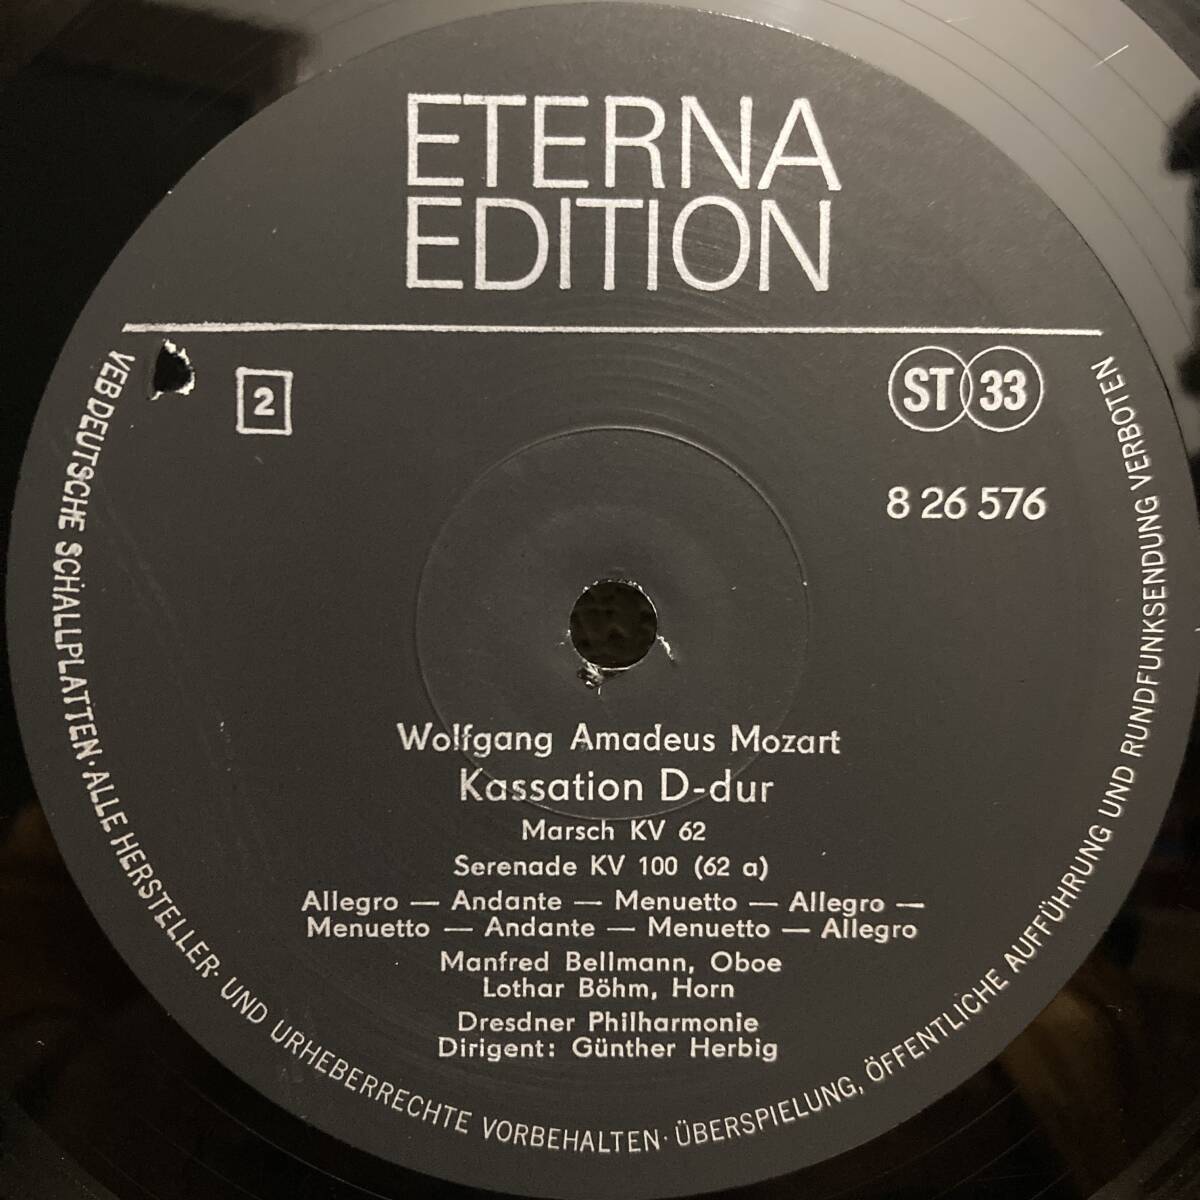 ETERNA
EDITION
2
ST 33
8 26 576
Wolfgang Amadeus Mozart
Kassation D-dur
Marsch KV 62
Serenade KV 100 (62 a)
Allegro — Andante — Menuetto — Allegro —
Menuetto — Andante — Menuetto — Allegro
Manfred Bellmann, Oboe
Lothar Böhm, Horn
Dresdner Philharmonie
Dirigent: Günther Herbig
VEB DEUTSCHE SCHALLPLATTEN · ALLE HERSTELLER- UND URHEBERRECHTE VORBEHALTEN · ÜBERSPIELUNG, ÖFFENTLICHE AUFFÜHRUNG UND RUNDFUNKSENDUNG VERBOTEN